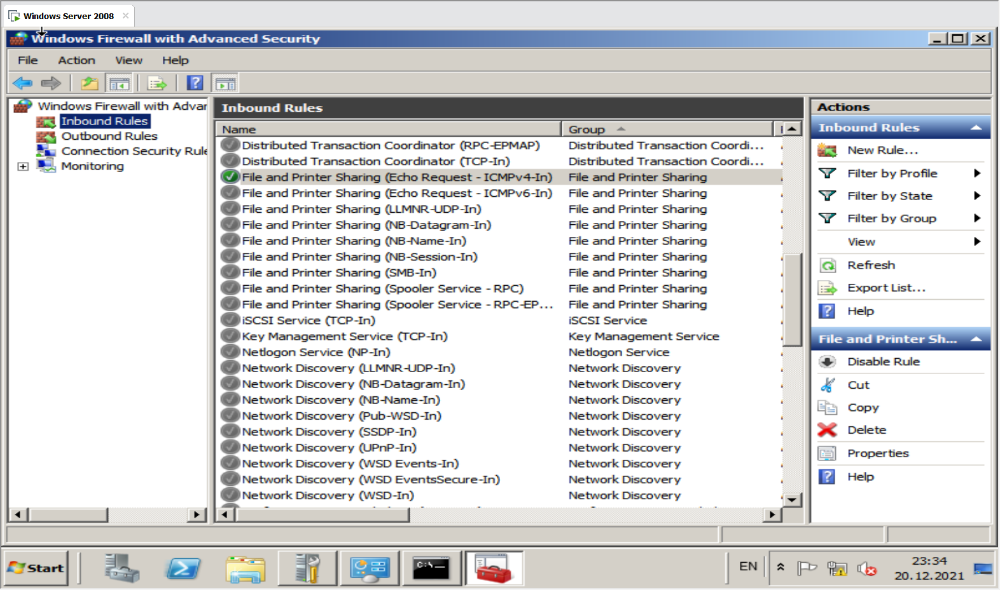 Windows Server 2008
Windows Firewall with Advanced Security
File Action View Help
Windows Firewall with Advar
Inbound Rules
Outbound Rules
Connection Security Rule
Monitoring
Inbound Rules
Name Group
Distributed Transaction Coordinator (RPC-EPMAP) Distributed Transaction Coordi...
Distributed Transaction Coordinator (TCP-In) Distributed Transaction Coordi...
File and Printer Sharing (Echo Request - ICMPv4-In) File and Printer Sharing
File and Printer Sharing (Echo Request - ICMPv6-In) File and Printer Sharing
File and Printer Sharing (LLMNR-UDP-In) File and Printer Sharing
File and Printer Sharing (NB-Datagram-In) File and Printer Sharing
File and Printer Sharing (NB-Name-In) File and Printer Sharing
File and Printer Sharing (NB-Session-In) File and Printer Sharing
File and Printer Sharing (SMB-In) File and Printer Sharing
File and Printer Sharing (Spooler Service - RPC) File and Printer Sharing
File and Printer Sharing (Spooler Service - RPC-EP... File and Printer Sharing
iSCSI Service (TCP-In) iSCSI Service
Key Management Service (TCP-In) Key Management Service
Netlogon Service (NP-In) Netlogon Service
Network Discovery (LLMNR-UDP-In) Network Discovery
Network Discovery (NB-Datagram-In) Network Discovery
Network Discovery (NB-Name-In) Network Discovery
Network Discovery (Pub-WSD-In) Network Discovery
Network Discovery (SSDP-In) Network Discovery
Network Discovery (UPnP-In) Network Discovery
Network Discovery (WSD Events-In) Network Discovery
Network Discovery (WSD EventsSecure-In) Network Discovery
Network Discovery (WSD-In) Network Discovery
Actions
Inbound Rules
New Rule...
Filter by Profile
Filter by State
Filter by Group
View
Refresh
Export List...
Help
File and Printer Sh...
Disable Rule
Cut
Copy
Delete
Properties
Help
Start
C:\
EN
23:34
20.12.2021